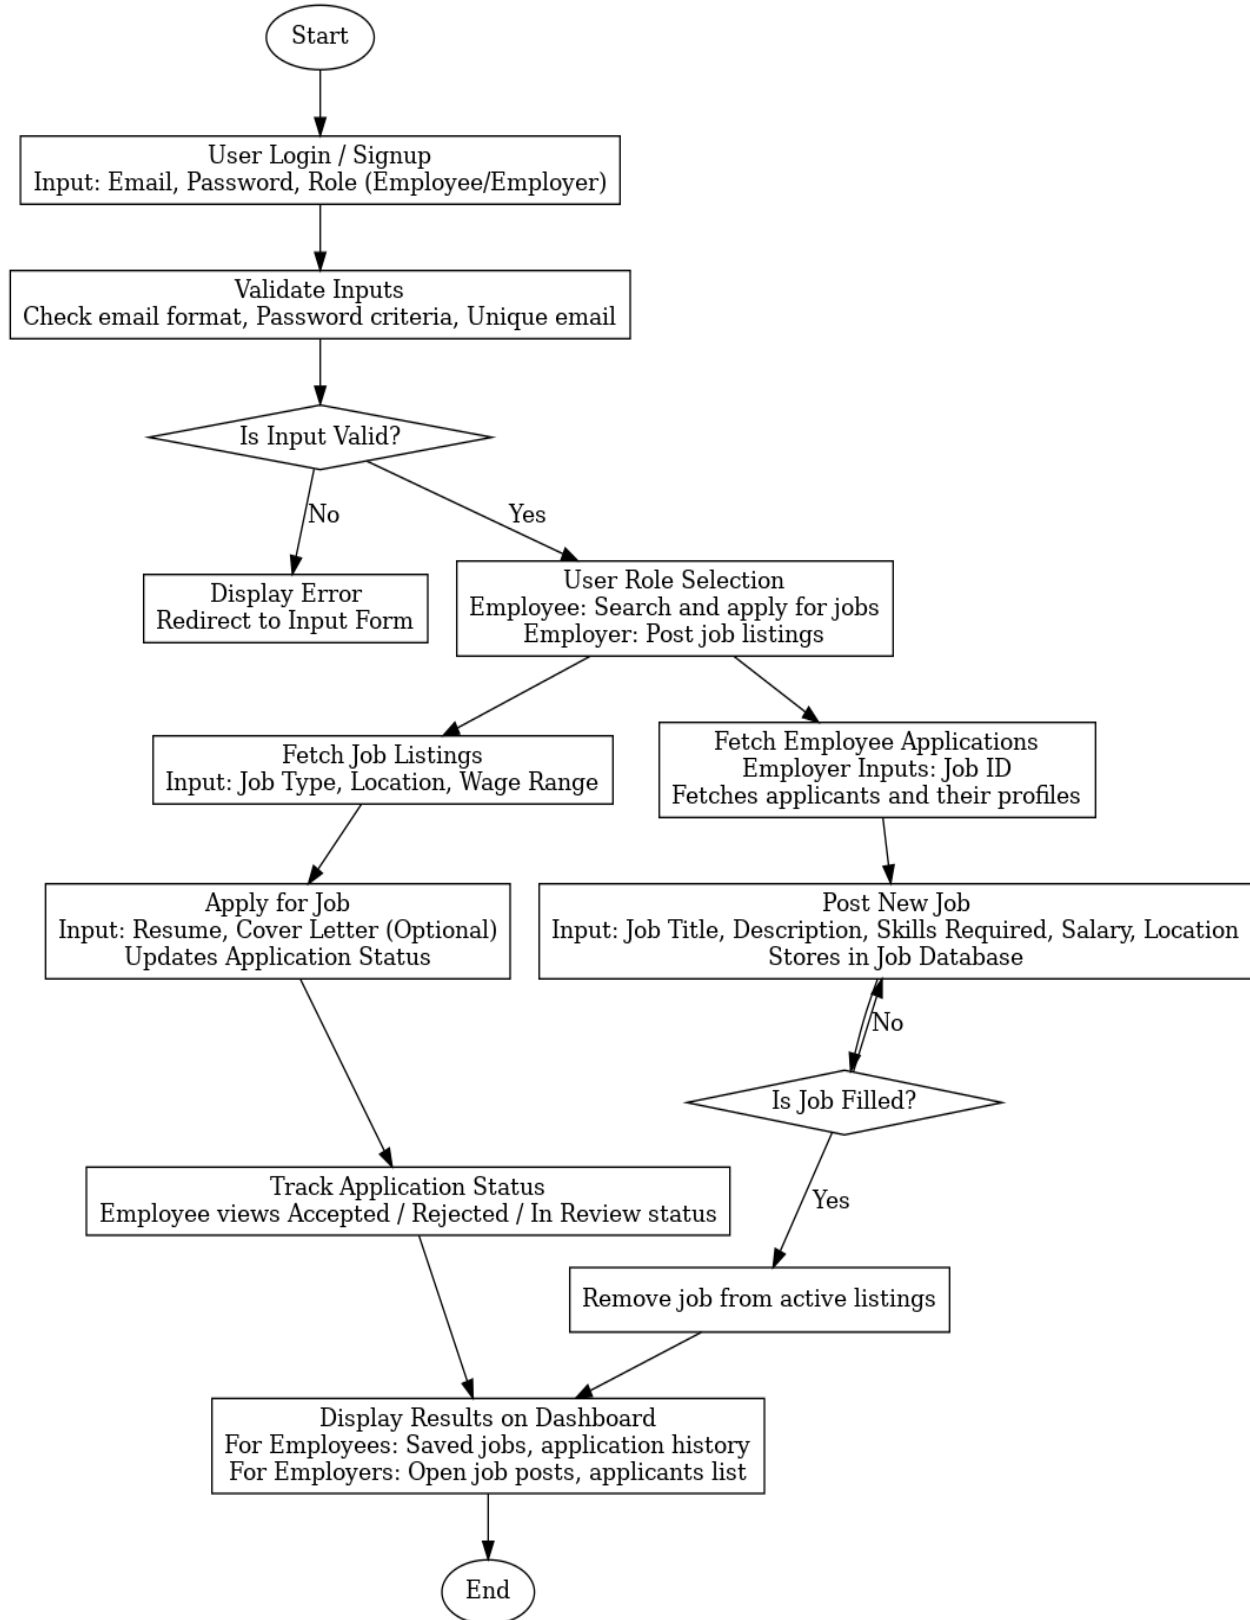 Start
User Login / Signup
Input: Email, Password, Role (Employee/Employer)
Validate Inputs
Check email format, Password criteria, Unique email
Is Input Valid?
No
Yes
Display Error
Redirect to Input Form
User Role Selection
Employee: Search and apply for jobs
Employer: Post job listings
Fetch Job Listings
Input: Job Type, Location, Wage Range
Fetch Employee Applications
Employer Inputs: Job ID
Fetches applicants and their profiles
Apply for Job
Input: Resume, Cover Letter (Optional)
Updates Application Status
Post New Job
Input: Job Title, Description, Skills Required, Salary, Location
Stores in Job Database
No
Is Job Filled?
Track Application Status
Employee views Accepted / Rejected / In Review status
Yes
Remove job from active listings
Display Results on Dashboard
For Employees: Saved jobs, application history
For Employers: Open job posts, applicants list
End